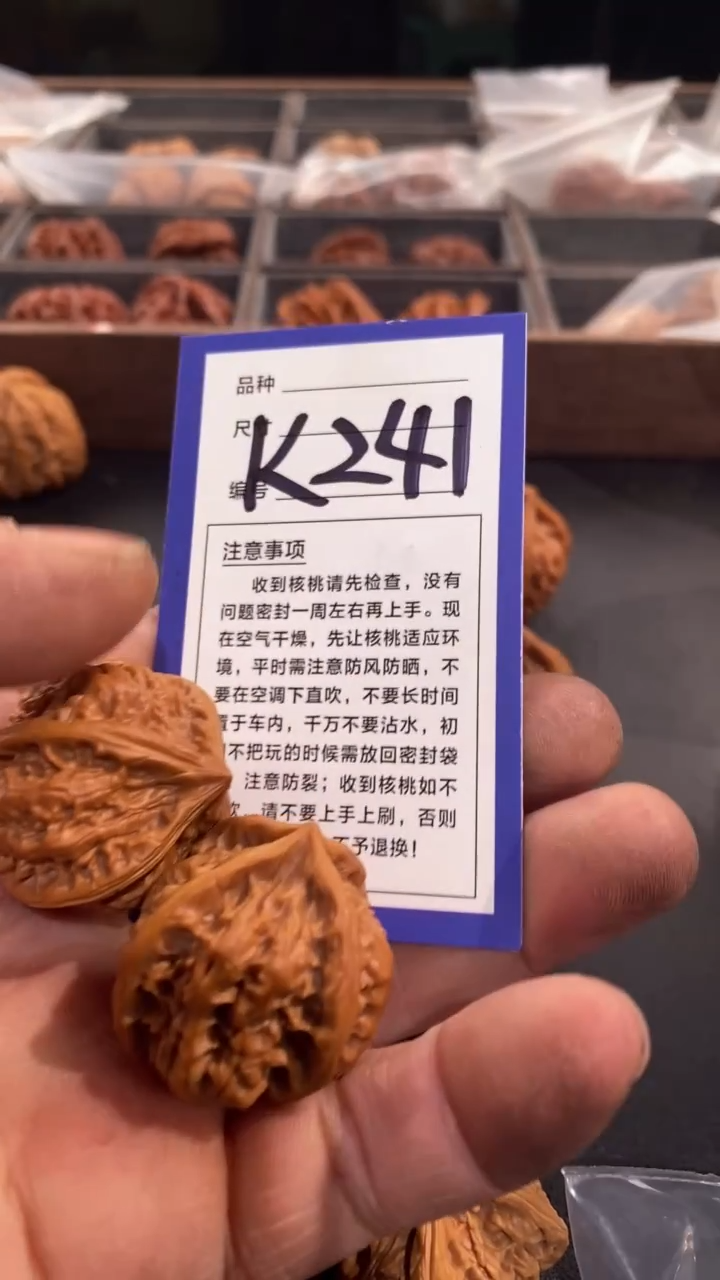 品种
尺寸
K241
编号
注意事项
收到核桃请先检查，没有
问题密封一周左右再上手。现
在空气干燥，先让核桃适应环
境，平时需注意防风防晒，不
要在空调下直吹，不要长时间
置于车内，千万不要沾水，初
不把玩的时候需放回密封袋
注意防裂；收到核桃如不
请不要上手上刷，否则
不予退换！